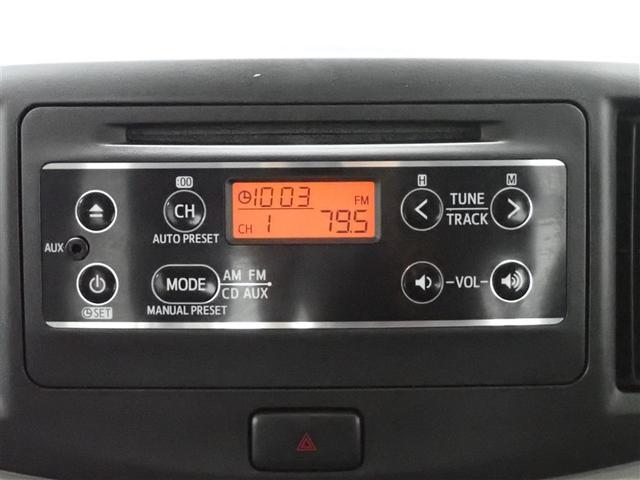 :00
H
M
CH
AUTO PRESET
10:03
FM
CH 1 79.5
TUNE
TRACK
AUX
MODE
AM FM
CD AUX
MANUAL PRESET
-VOL-
SET